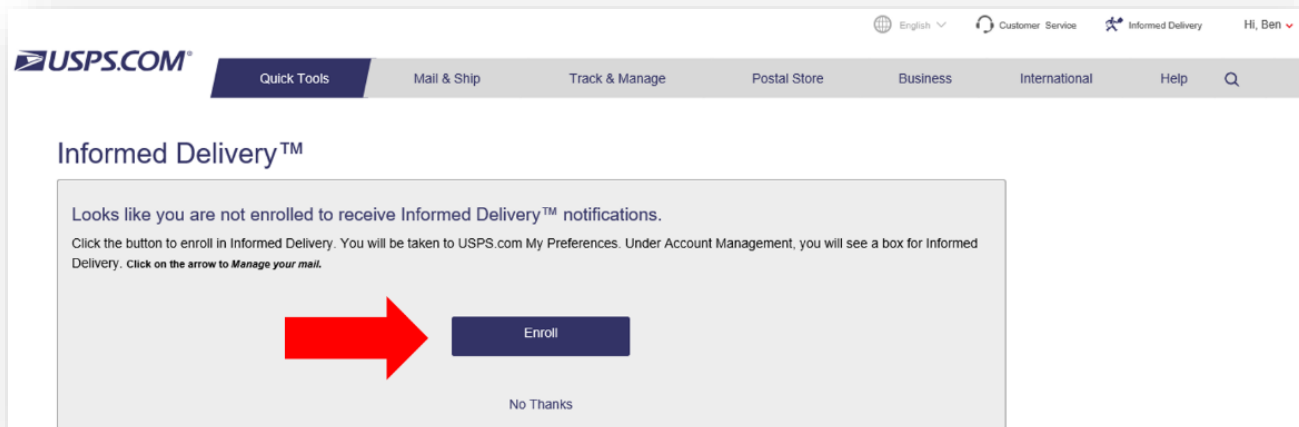 English
Customer Service
Informed Delivery
Hi, Ben
USPS.COM®
Quick Tools
Mail & Ship
Track & Manage
Postal Store
Business
International
Help
Informed Delivery™
Looks like you are not enrolled to receive Informed Delivery™ notifications.
Click the button to enroll in Informed Delivery. You will be taken to USPS.com My Preferences. Under Account Management, you will see a box for Informed
Delivery. Click on the arrow to Manage your mail.
Enroll
No Thanks